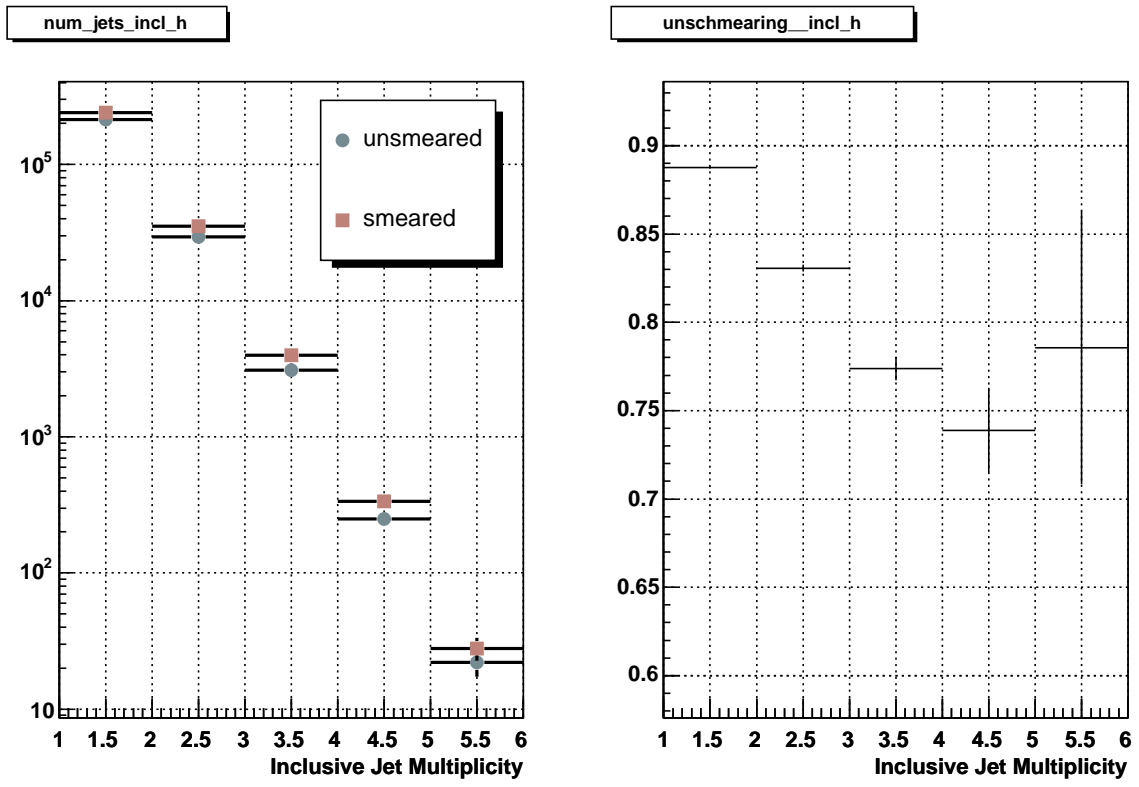 num_jets_incl_h
unsmeared
smeared
10^5
10^4
10^3
10^2
10
1 1.5 2 2.5 3 3.5 4 4.5 5 5.5 6
Inclusive Jet Multiplicity
unschmearing__incl_h
0.9
0.85
0.8
0.75
0.7
0.65
0.6
1 1.5 2 2.5 3 3.5 4 4.5 5 5.5 6
Inclusive Jet Multiplicity